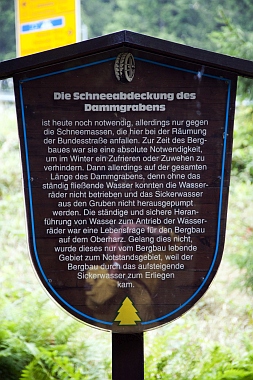 Die Schneeabdeckung des
Dammgrabens
ist heute noch notwendig, allerdings nur gegen
die Schneemassen, die hier bei der Räumung
der Bundesstraße anfallen. Zur Zeit des Berg-
baues war sie eine absolute Notwendigkeit,
um im Winter ein Zufrieren oder Zuwehen zu
verhindern. Dann allerdings auf der gesamten
Länge des Dammgrabens, denn ohne das
ständig fließende Wasser konnten die Wasser-
räder nicht betrieben und das Sickerwasser
aus den Gruben nicht herausgepumpt
werden. Die ständige und sichere Heran-
führung von Wasser zum Antrieb der Wasser-
räder war eine Lebensfrage für den Bergbau
auf dem Oberharz. Gelang dies nicht,
wurde dieses nur vom Bergbau lebende
Gebiet zum Notstandsgebiet, weil der
Bergbau durch das aufsteigende
Sickerwasser zum Erliegen
kam.